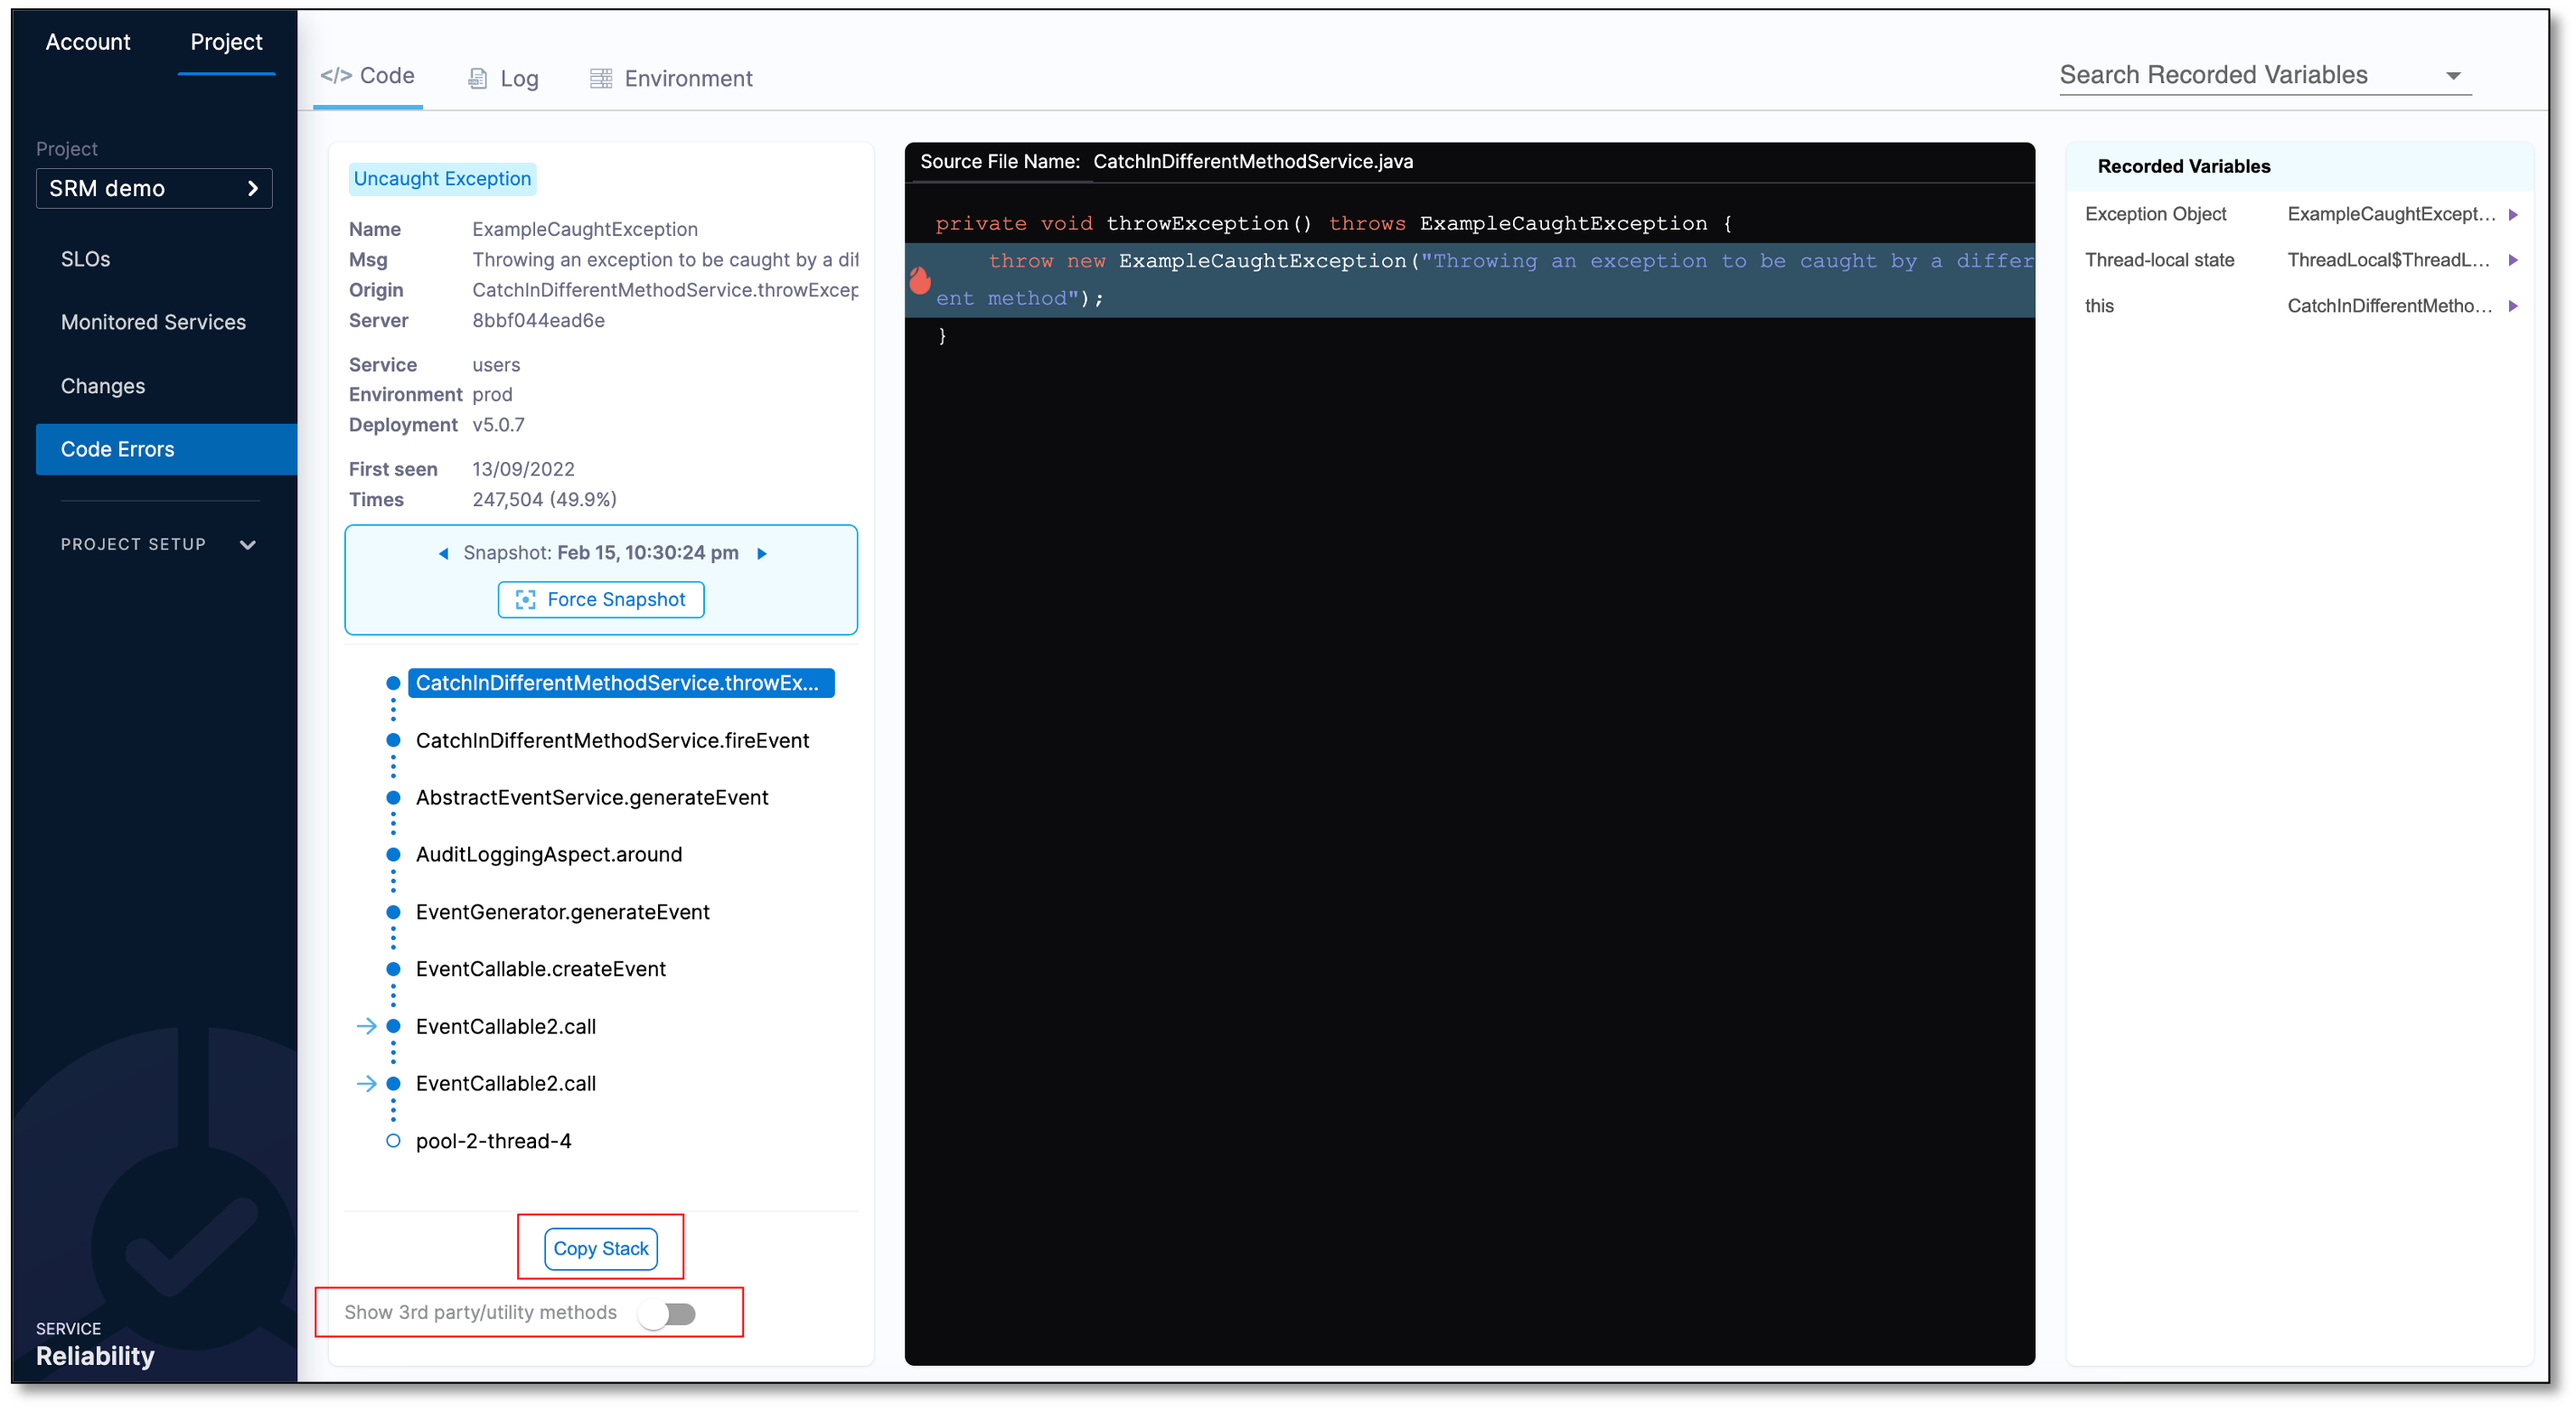 Account Project
Project
SRM demo
SLOs
Monitored Services
Changes
Code Errors
PROJECT SETUP
SERVICE
Reliability
</> Code Log Environment
Search Recorded Variables
Uncaught Exception
Name ExampleCaughtException
Msg Throwing an exception to be caught by a dif
Origin CatchInDifferentMethodService.throwExcep
Server 8bbf044ead6e
Service users
Environment prod
Deployment v5.0.7
First seen 13/09/2022
Times 247,504 (49.9%)
Snapshot: Feb 15, 10:30:24 pm
Force Snapshot
CatchInDifferentMethodService.throwEx...
CatchInDifferentMethodService.fireEvent
AbstractEventService.generateEvent
AuditLoggingAspect.around
EventGenerator.generateEvent
EventCallable.createEvent
EventCallable2.call
EventCallable2.call
pool-2-thread-4
Copy Stack
Show 3rd party/utility methods
Source File Name: CatchInDifferentMethodService.java
private void throwException() throws ExampleCaughtException {
throw new ExampleCaughtException("Throwing an exception to be caught by a differ
ent method");
}
Recorded Variables
Exception Object ExampleCaughtExcept...
Thread-local state ThreadLocal$ThreadL...
this CatchInDifferentMetho...